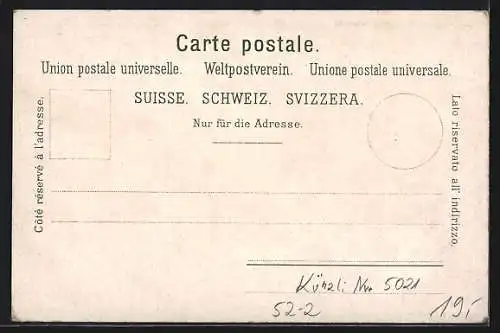 Carte postale.
Union postale universelle. Weltpostverein. Unione postale universale.
SUISSE. SCHWEIZ. SVIZZERA.
Nur für die Adresse.
Côté réservé à l'adresse.
Lato riservato all' indirizzo.
Künzli Nr. 5021
52-2
19,-